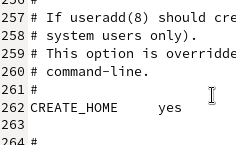 256 #
257 # If useradd(8) should cre
258 # system users only).
259 # This option is overridde
260 # command-line.
261 #
262 CREATE_HOME     yes
263
264 #